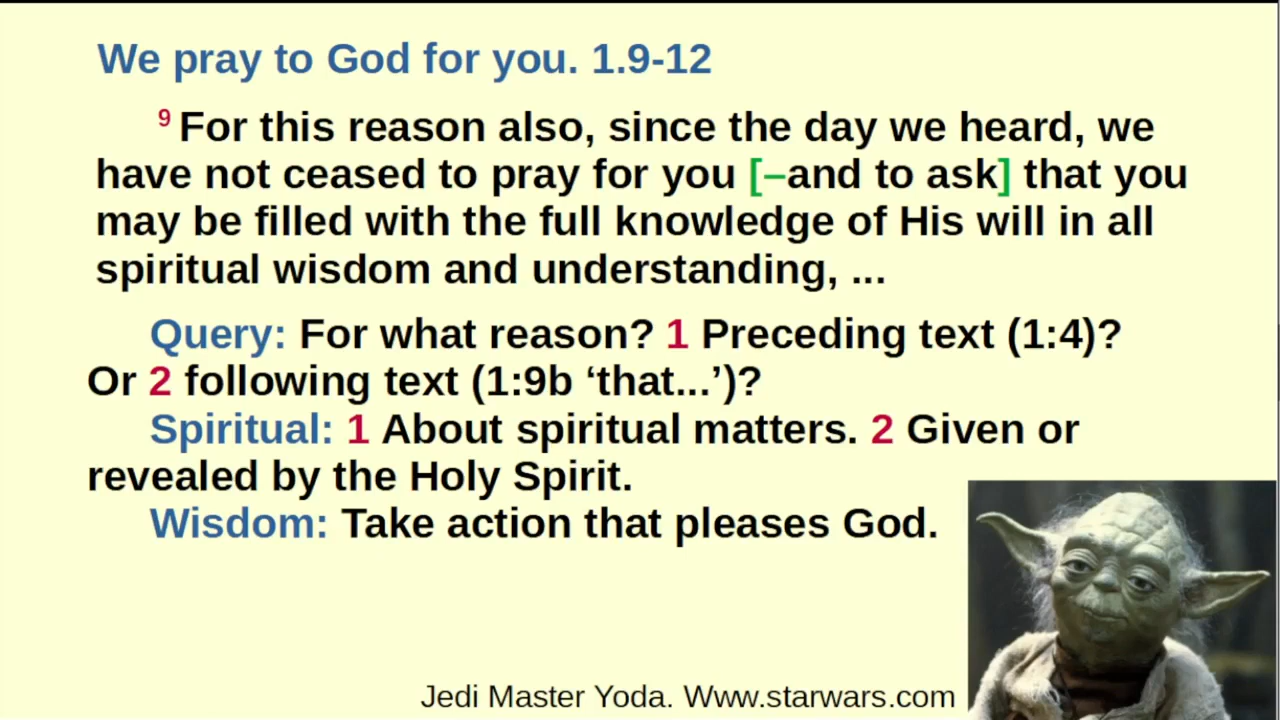 We pray to God for you. 1.9-12
9 For this reason also, since the day we heard, we
have not ceased to pray for you [–and to ask] that you
may be filled with the full knowledge of His will in all
spiritual wisdom and understanding, ...
Query: For what reason? 1 Preceding text (1:4)?
Or 2 following text (1:9b ‘that...’)?
Spiritual: 1 About spiritual matters. 2 Given or
revealed by the Holy Spirit.
Wisdom: Take action that pleases God.
Jedi Master Yoda. Www.starwars.com